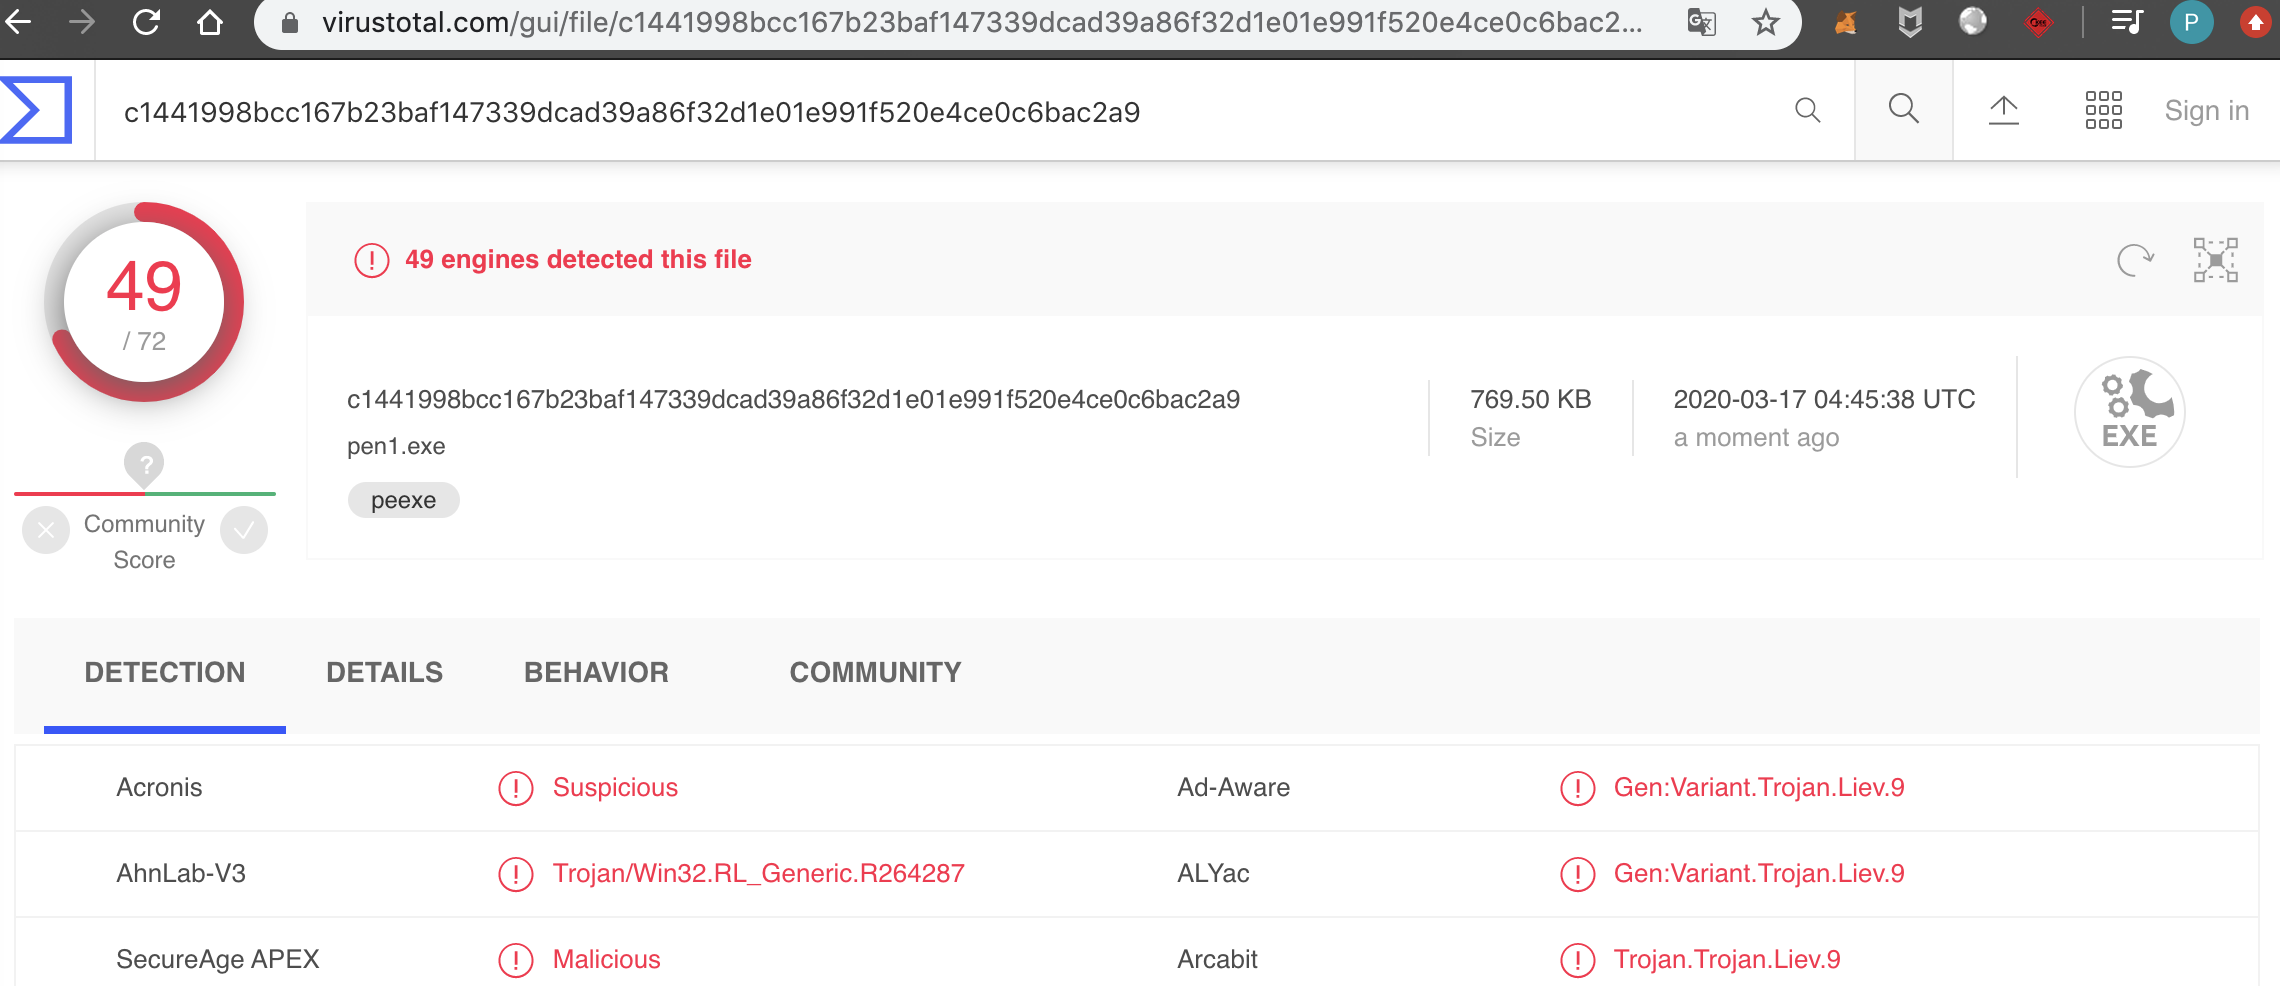 virustotal.com/gui/file/c1441998bcc167b23baf147339dcad39a86f32d1e01e991f520e4ce0c6bac2...
P
c1441998bcc167b23baf147339dcad39a86f32d1e01e991f520e4ce0c6bac2a9
Sign in
49
/ 72
49 engines detected this file
c1441998bcc167b23baf147339dcad39a86f32d1e01e991f520e4ce0c6bac2a9
pen1.exe
peexe
769.50 KB
Size
2020-03-17 04:45:38 UTC
a moment ago
EXE
?
Community
Score
DETECTION DETAILS BEHAVIOR COMMUNITY
Acronis Suspicious Ad-Aware Gen:Variant.Trojan.Liev.9
AhnLab-V3 Trojan/Win32.RL_Generic.R264287 ALYac Gen:Variant.Trojan.Liev.9
SecureAge APEX Malicious Arcabit Trojan.Trojan.Liev.9